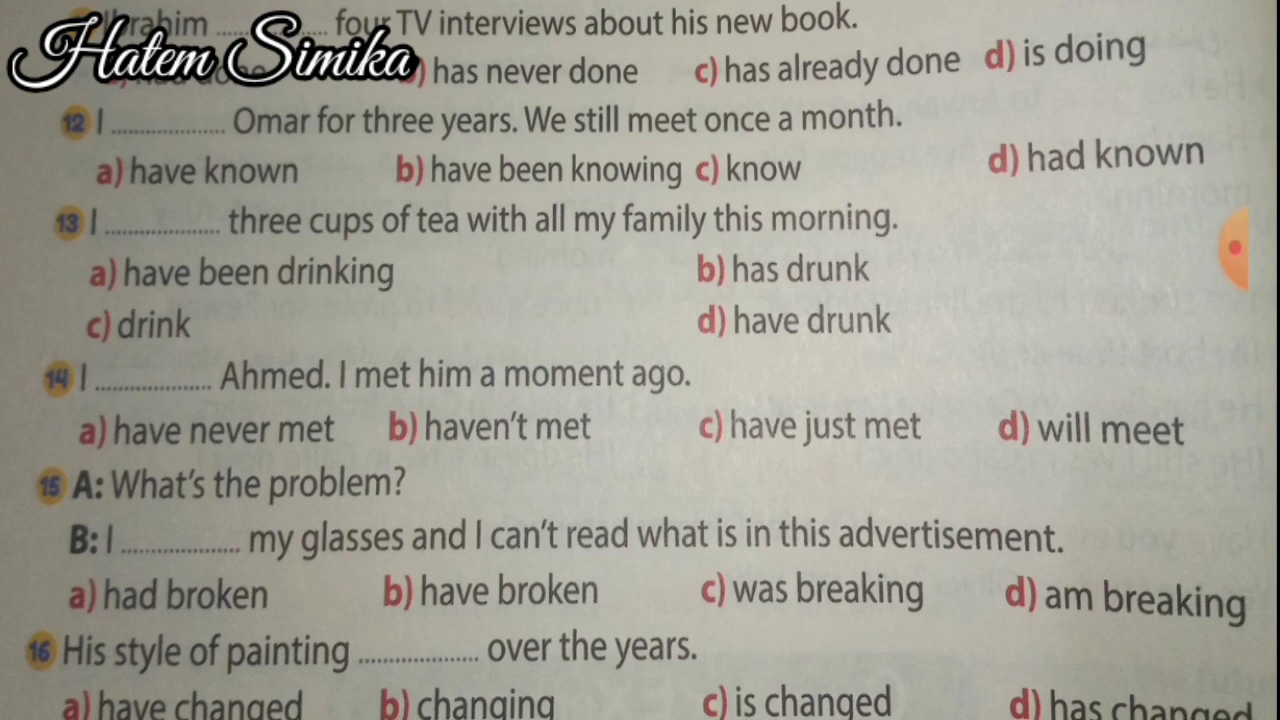 Ibrahim .................. four TV interviews about his new book.
Hatem Simika
b) has never done c) has already done d) is doing
12 I .................. Omar for three years. We still meet once a month.
a) have known b) have been knowing c) know d) had known
13 I .................. three cups of tea with all my family this morning.
a) have been drinking b) has drunk
c) drink d) have drunk
14 I .................. Ahmed. I met him a moment ago.
a) have never met b) haven't met c) have just met d) will meet
15 A: What's the problem?
B: I .................. my glasses and I can't read what is in this advertisement.
a) had broken b) have broken c) was breaking d) am breaking
16 His style of painting .................. over the years.
a) have changed b) changing c) is changed d) has changed